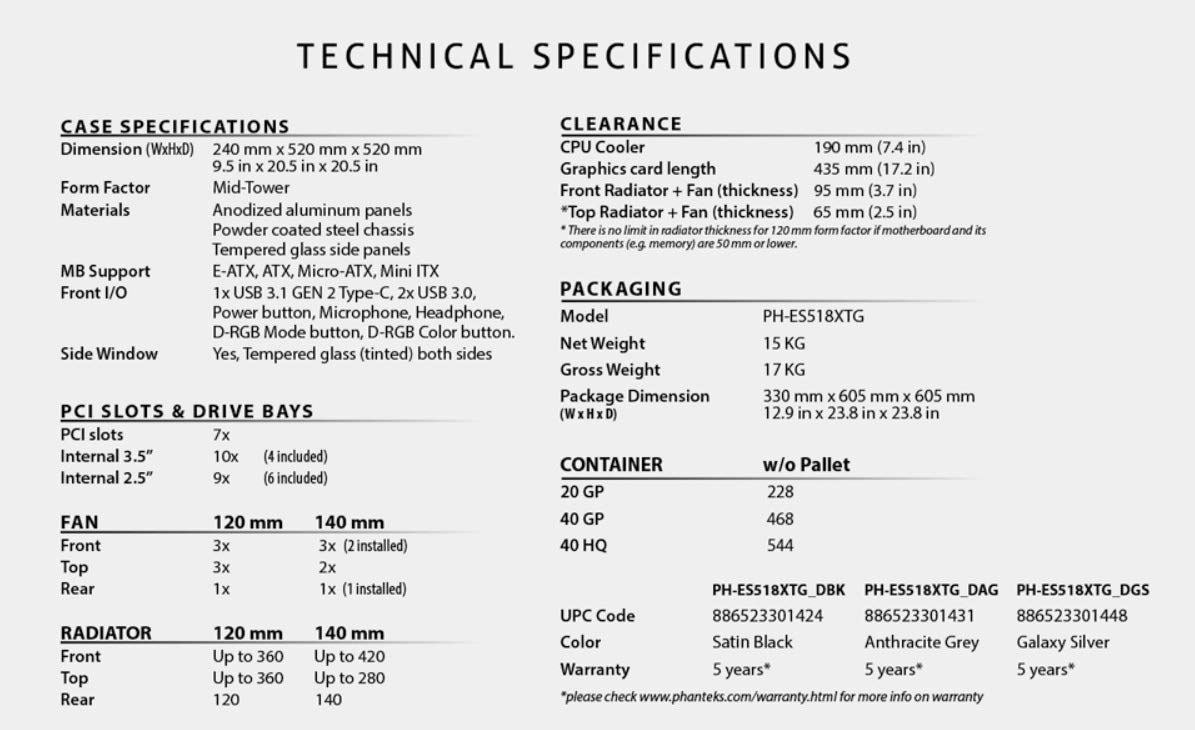 TECHNICAL SPECIFICATIONS
CASE SPECIFICATIONS
Dimension (WxHxD) 240 mm x 520 mm x 520 mm
9.5 in x 20.5 in x 20.5 in
Form Factor Mid-Tower
Materials Anodized aluminum panels
Powder coated steel chassis
Tempered glass side panels
MB Support E-ATX, ATX, Micro-ATX, Mini ITX
Front I/O 1x USB 3.1 GEN 2 Type-C, 2x USB 3.0,
Power button, Microphone, Headphone,
D-RGB Mode button, D-RGB Color button.
Side Window Yes, Tempered glass (tinted) both sides
PCI SLOTS & DRIVE BAYS
PCI slots 7x
Internal 3.5” 10x (4 included)
Internal 2.5” 9x (6 included)
FAN 120 mm 140 mm
Front 3x 3x (2 installed)
Top 3x 2x
Rear 1x 1x (1 installed)
RADIATOR 120 mm 140 mm
Front Up to 360 Up to 420
Top Up to 360 Up to 280
Rear 120 140
CLEARANCE
CPU Cooler 190 mm (7.4 in)
Graphics card length 435 mm (17.2 in)
Front Radiator + Fan (thickness) 95 mm (3.7 in)
*Top Radiator + Fan (thickness) 65 mm (2.5 in)
* There is no limit in radiator thickness for 120 mm form factor if motherboard and its
components (e.g. memory) are 50 mm or lower.
PACKAGING
Model PH-ES518XTG
Net Weight 15 KG
Gross Weight 17 KG
Package Dimension 330 mm x 605 mm x 605 mm
(W x H x D) 12.9 in x 23.8 in x 23.8 in
CONTAINER w/o Pallet
20 GP 228
40 GP 468
40 HQ 544
PH-ES518XTG_DBK PH-ES518XTG_DAG PH-ES518XTG_DGS
UPC Code 886523301424 886523301431 886523301448
Color Satin Black Anthracite Grey Galaxy Silver
Warranty 5 years* 5 years* 5 years*
*please check www.phanteks.com/warranty.html for more info on warranty